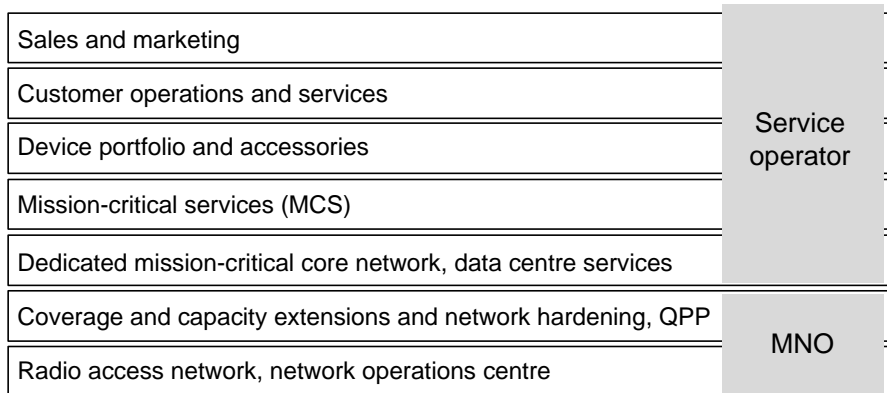 Sales and marketing
Customer operations and services
Device portfolio and accessories
Mission-critical services (MCS)
Dedicated mission-critical core network, data centre services
Service
operator
Coverage and capacity extensions and network hardening, QPP
Radio access network, network operations centre
MNO